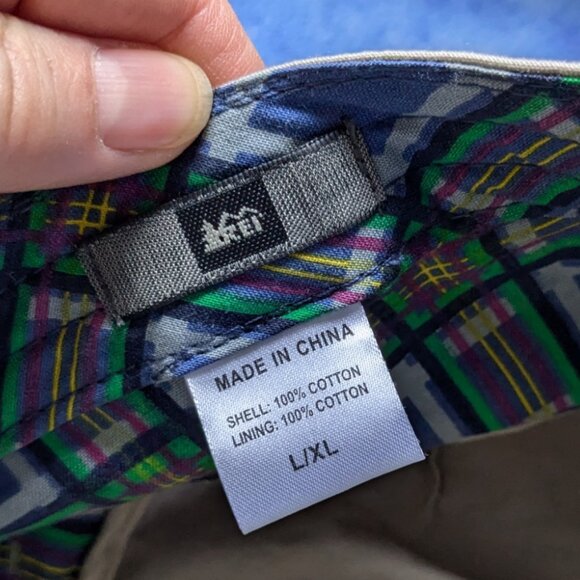 REI
MADE IN CHINA
SHELL: 100% COTTON
LINING: 100% COTTON
L/XL